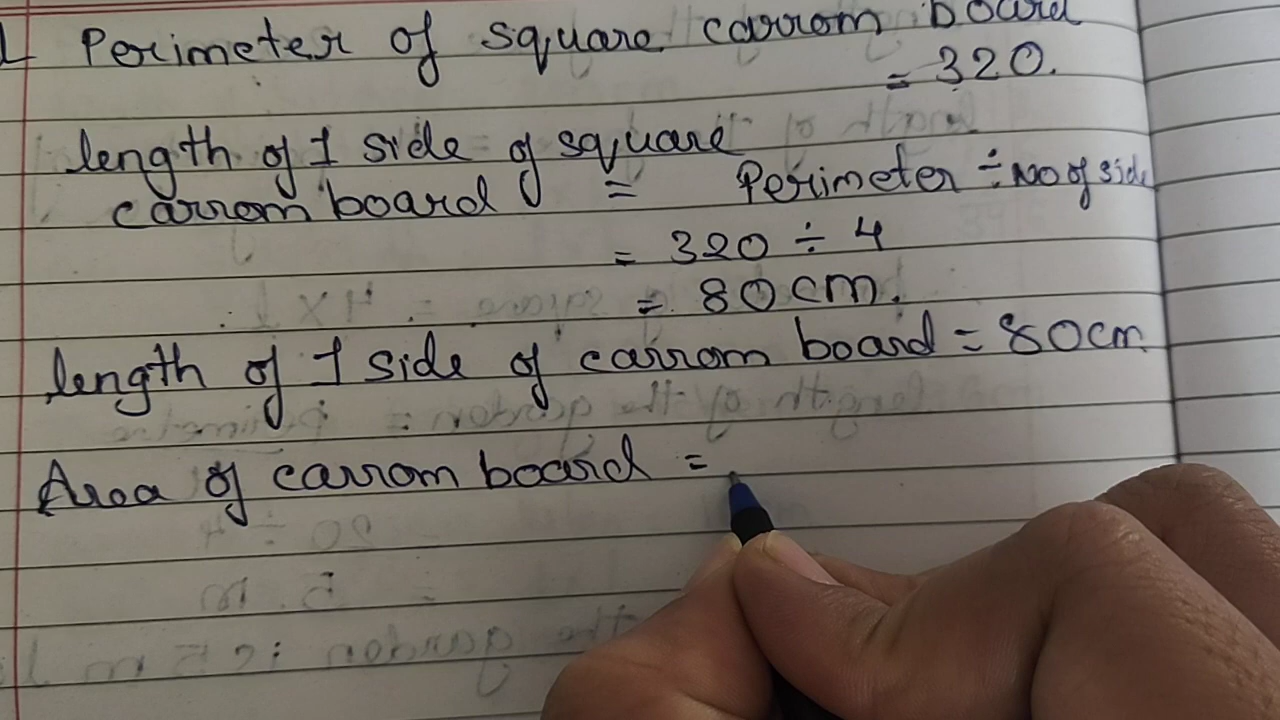 Perimeter of square carrom board
= 320.
length of 1 side of square
carrom board = Perimeter ÷ No of side
= 320 ÷ 4
= 80 cm.
length of 1 side of carrom board = 80cm
Area of carrom board =